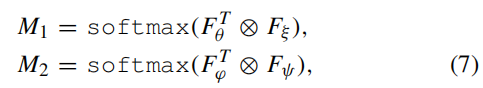 M₁ = softmax(F_θ^T ⊗ F_ξ),
M₂ = softmax(F_φ^T ⊗ F_ψ), (7)